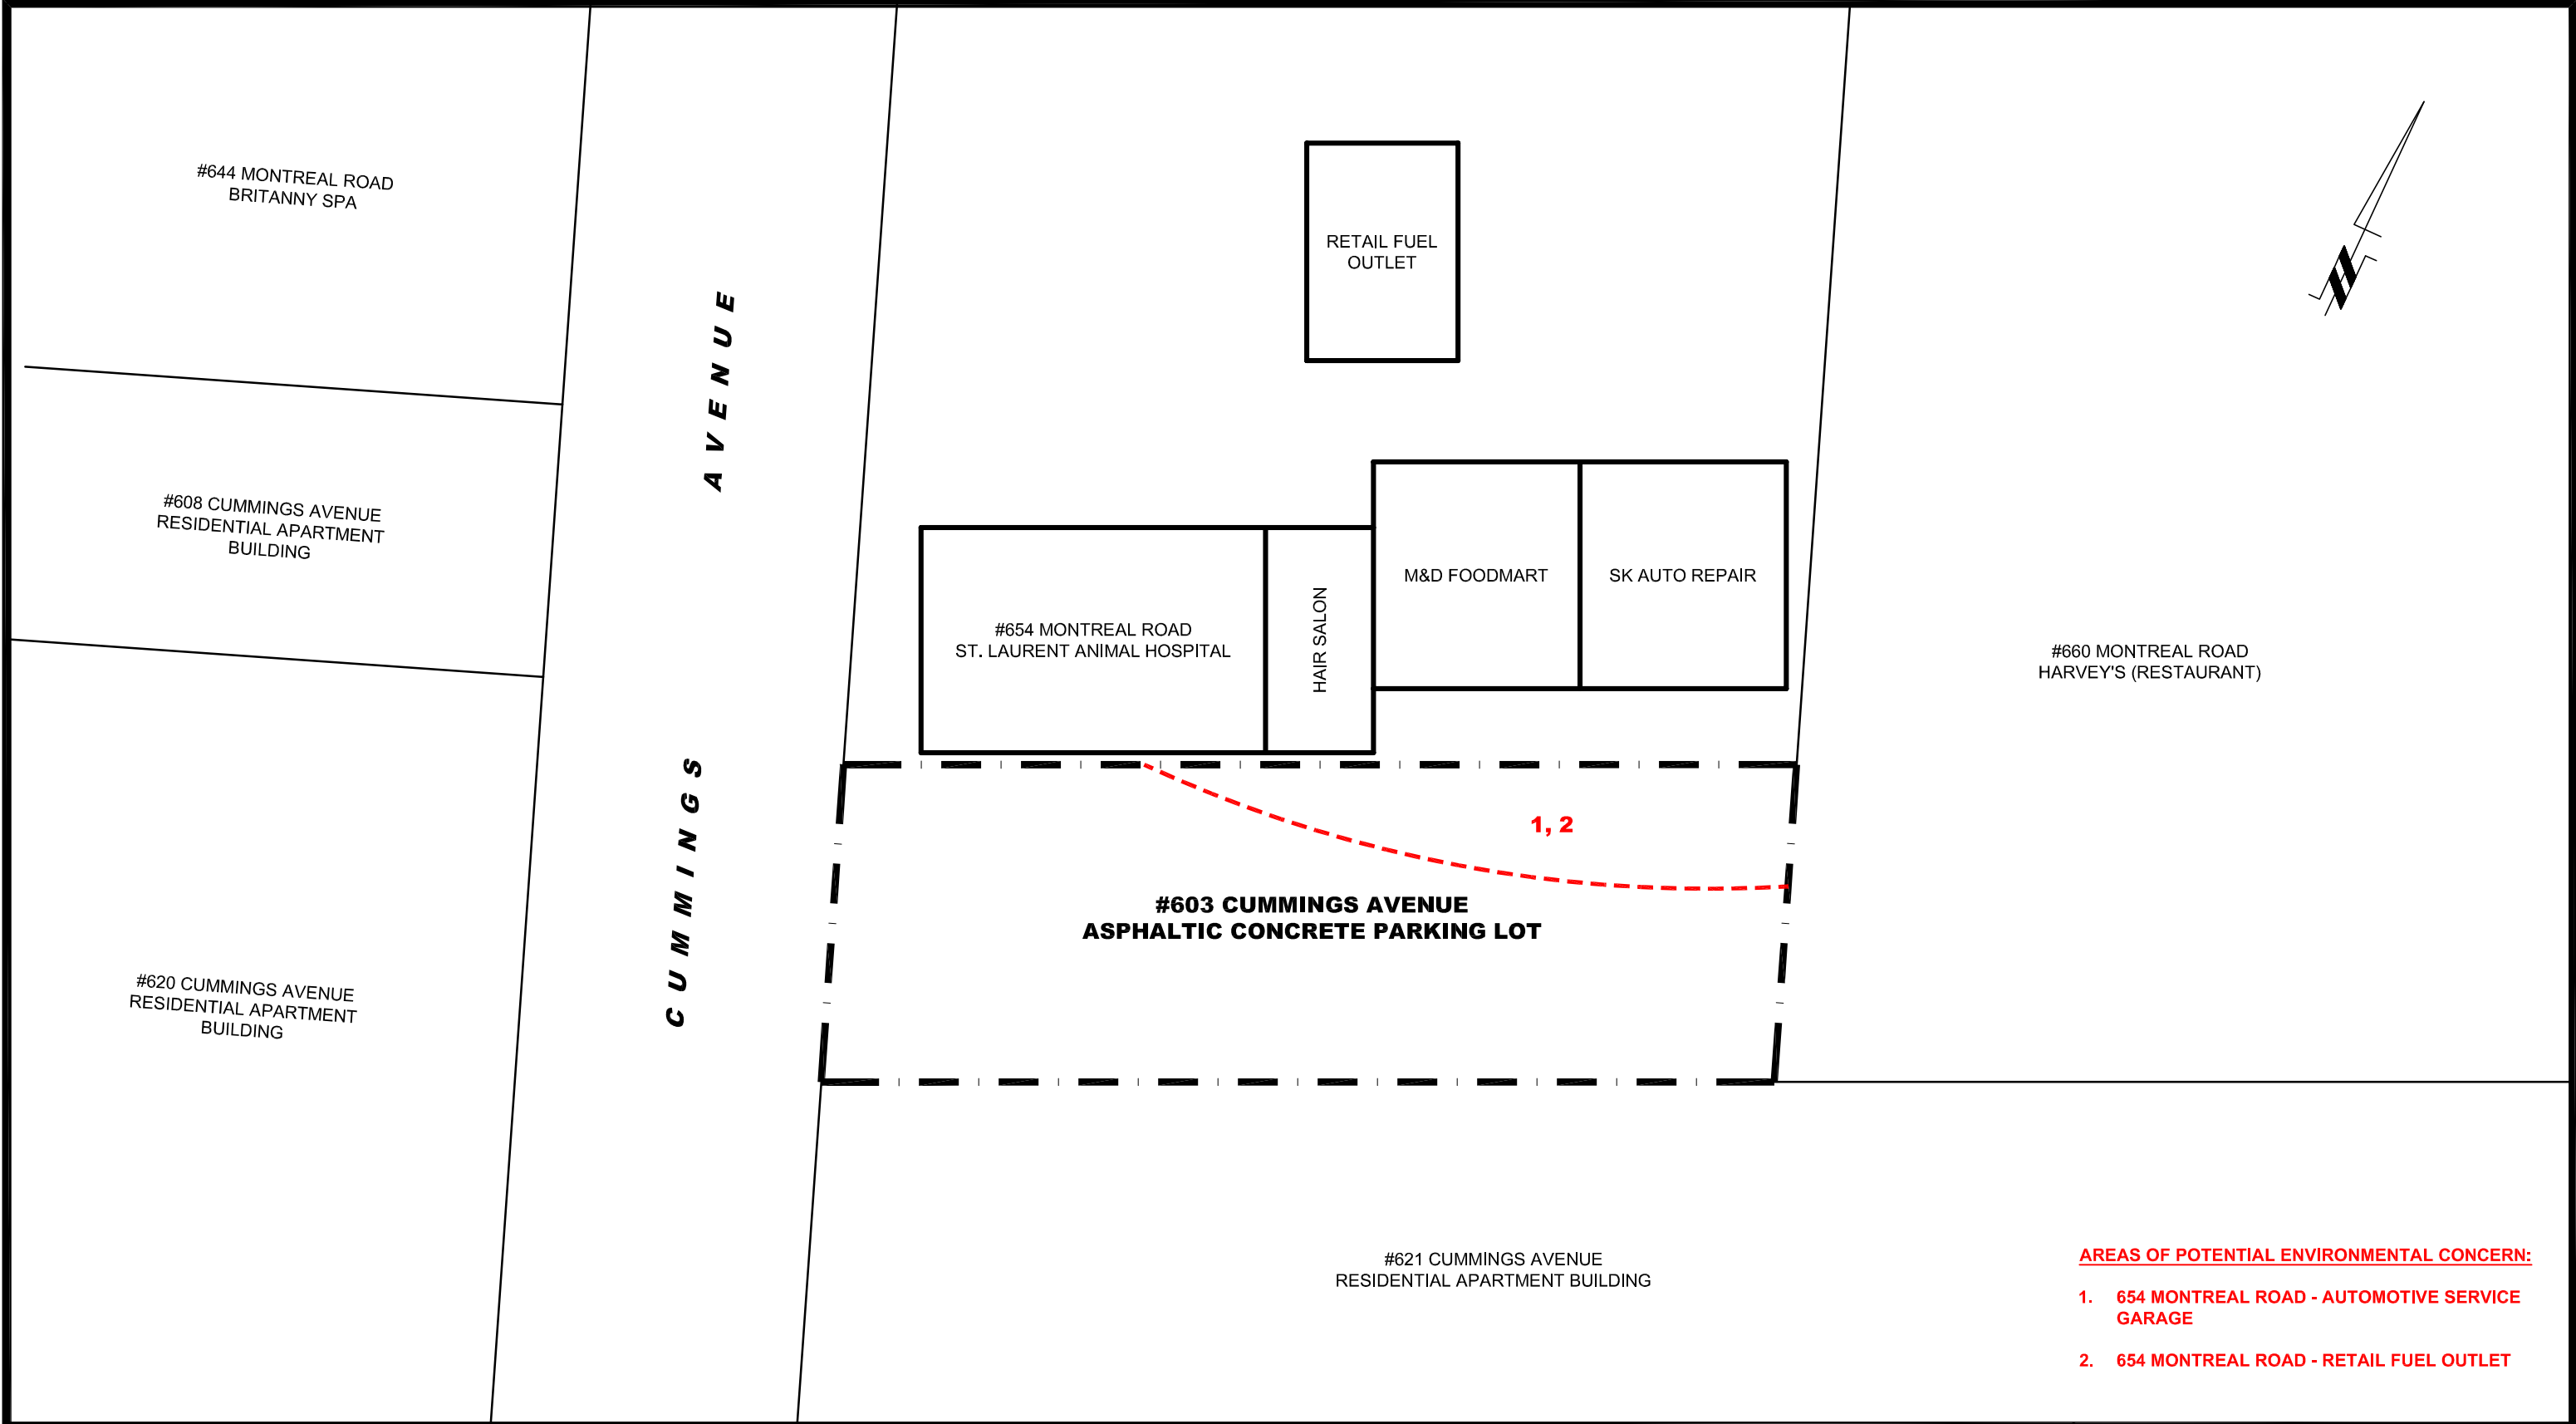 #644 MONTREAL ROAD
BRITANNY SPA
RETAIL FUEL
OUTLET
N
AVENUE
#608 CUMMINGS AVENUE
RESIDENTIAL APARTMENT
BUILDING
#654 MONTREAL ROAD
ST. LAURENT ANIMAL HOSPITAL
HAIR SALON
M&D FOODMART
SK AUTO REPAIR
#660 MONTREAL ROAD
HARVEY'S (RESTAURANT)
CUMMINGS
1, 2
#603 CUMMINGS AVENUE
ASPHALTIC CONCRETE PARKING LOT
#620 CUMMINGS AVENUE
RESIDENTIAL APARTMENT
BUILDING
#621 CUMMINGS AVENUE
RESIDENTIAL APARTMENT BUILDING
AREAS OF POTENTIAL ENVIRONMENTAL CONCERN:
1. 654 MONTREAL ROAD - AUTOMOTIVE SERVICE
GARAGE
2. 654 MONTREAL ROAD - RETAIL FUEL OUTLET